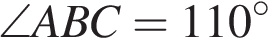 ∠ABC = 110°